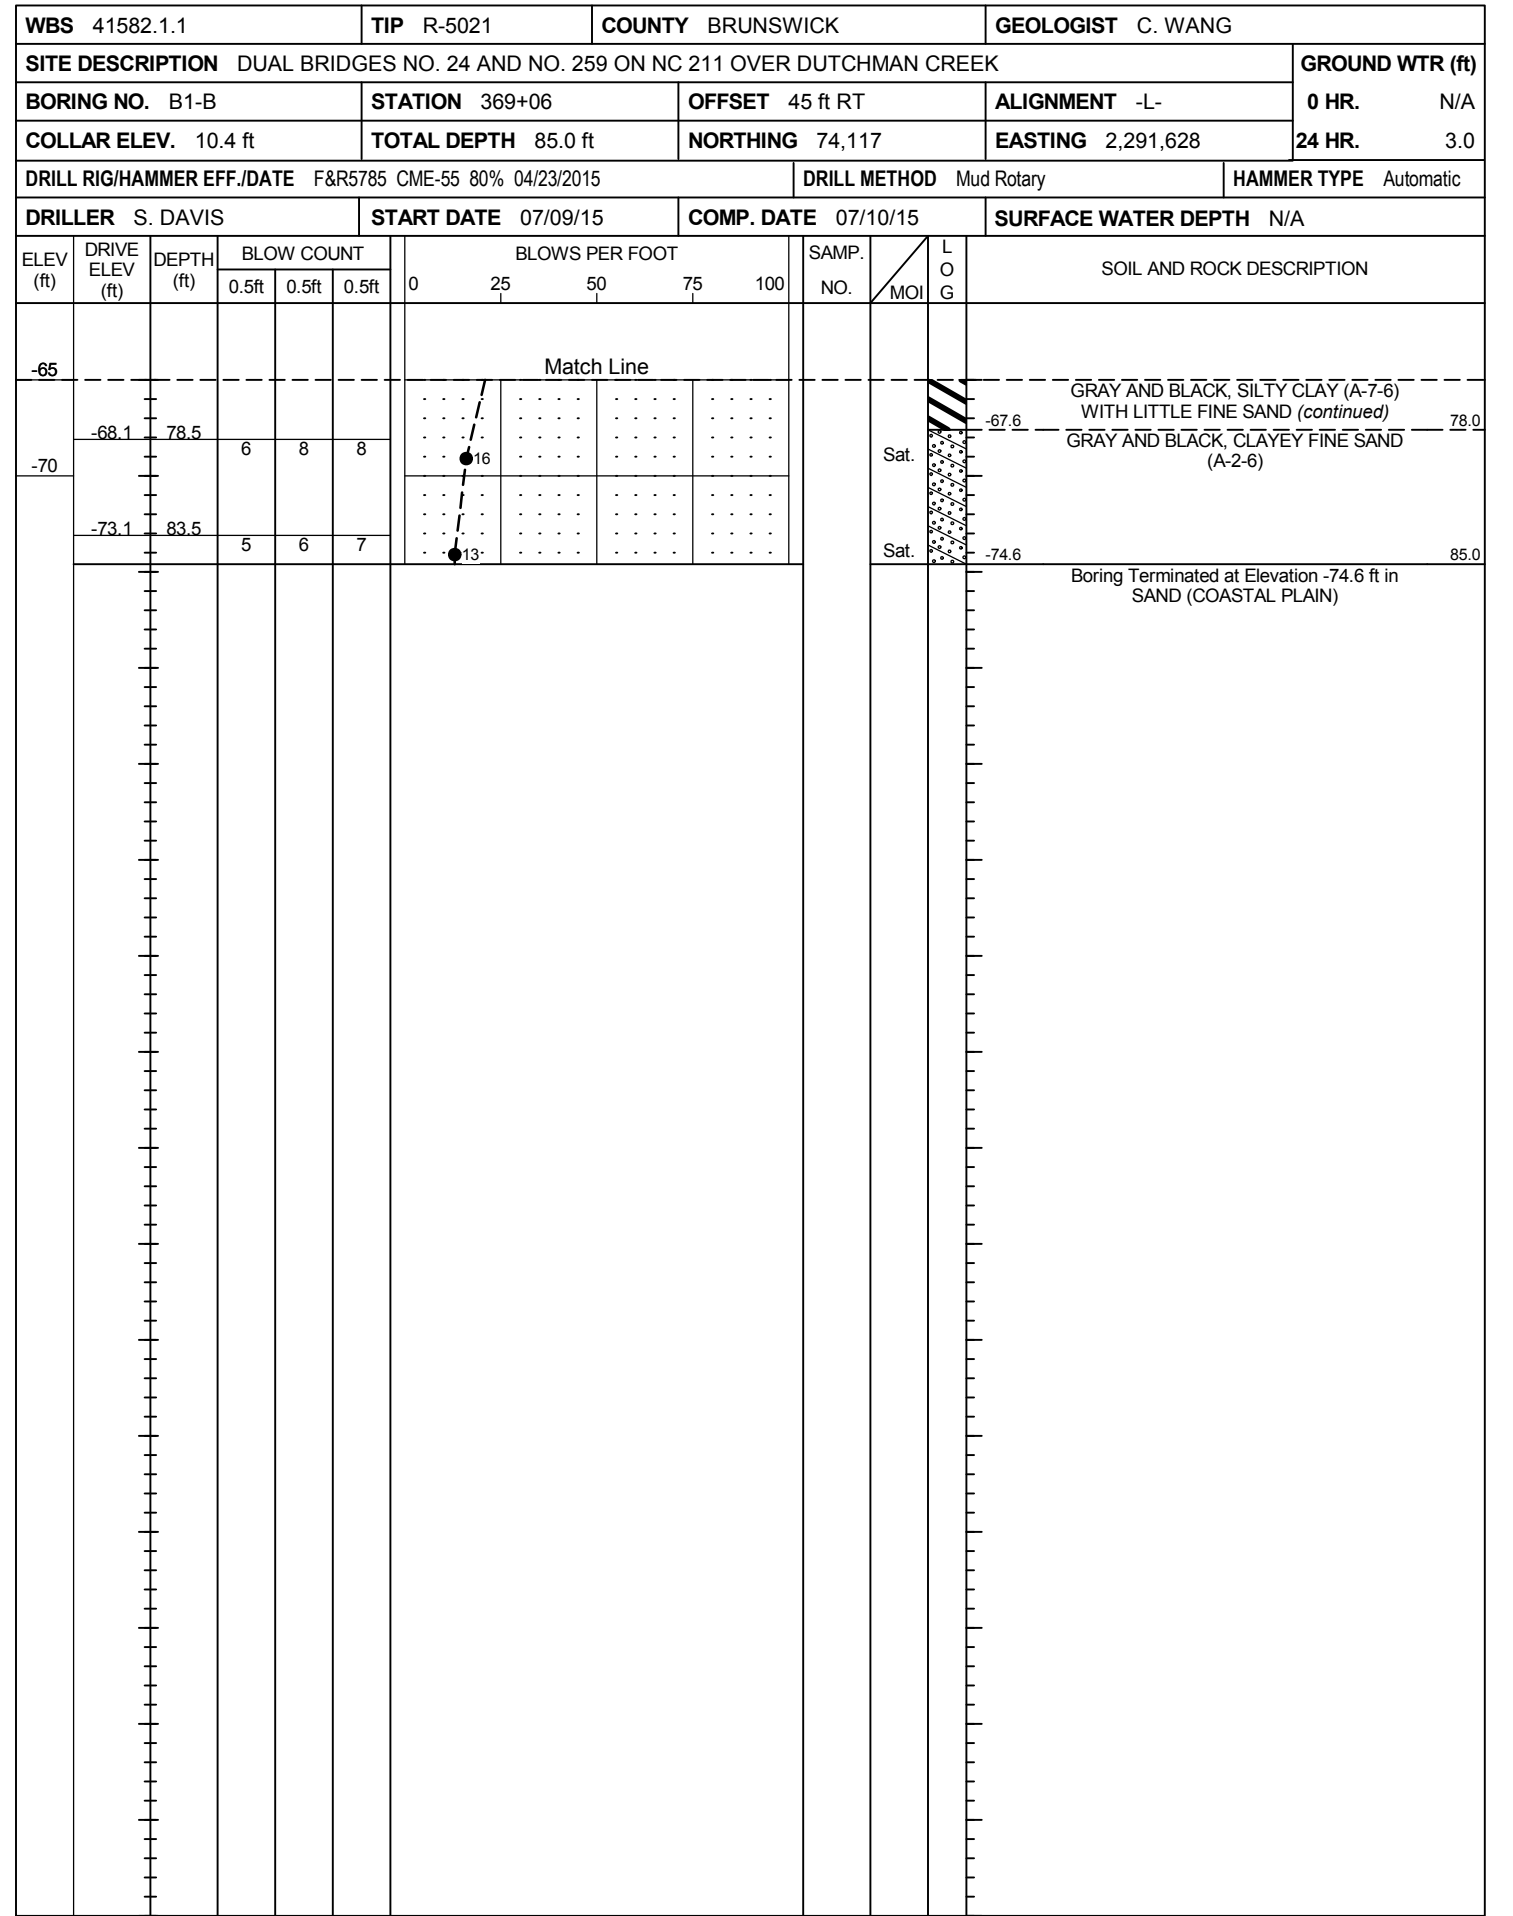 WBS 41582.1.1 TIP R-5021 COUNTY BRUNSWICK GEOLOGIST C. WANG
SITE DESCRIPTION DUAL BRIDGES NO. 24 AND NO. 259 ON NC 211 OVER DUTCHMAN CREEK GROUND WTR (ft)
BORING NO. B1-B STATION 369+06 OFFSET 45 ft RT ALIGNMENT -L- 0 HR. N/A
COLLAR ELEV. 10.4 ft TOTAL DEPTH 85.0 ft NORTHING 74,117 EASTING 2,291,628 24 HR. 3.0
DRILL RIG/HAMMER EFF./DATE F&R5785 CME-55 80% 04/23/2015 DRILL METHOD Mud Rotary HAMMER TYPE Automatic
DRILLER S. DAVIS START DATE 07/09/15 COMP. DATE 07/10/15 SURFACE WATER DEPTH N/A
ELEV (ft) DRIVE ELEV (ft) DEPTH (ft) BLOW COUNT BLOWS PER FOOT SAMP. NO. MOI LOG SOIL AND ROCK DESCRIPTION
0.5ft 0.5ft 0.5ft 0 25 50 75 100
-65 Match Line
GRAY AND BLACK, SILTY CLAY (A-7-6)
-67.6 WITH LITTLE FINE SAND (continued) 78.0
-68.1 78.5 6 8 8 16 Sat. GRAY AND BLACK, CLAYEY FINE SAND
-70 (A-2-6)
-73.1 83.5 5 6 7 13 Sat. -74.6 85.0
Boring Terminated at Elevation -74.6 ft in
SAND (COASTAL PLAIN)